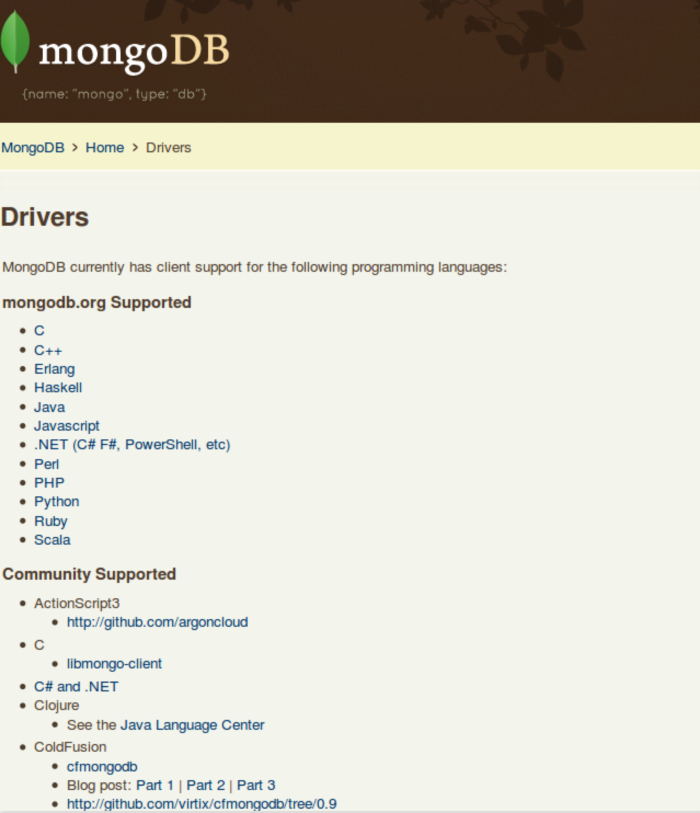 mongoDB
{name: "mongo", type: "db"}
MongoDB > Home > Drivers
Drivers
MongoDB currently has client support for the following programming languages:
mongodb.org Supported
• C
• C++
• Erlang
• Haskell
• Java
• Javascript
• .NET (C# F#, PowerShell, etc)
• Perl
• PHP
• Python
• Ruby
• Scala
Community Supported
• ActionScript3
• http://github.com/argoncloud
• C
• libmongo-client
• C# and .NET
• Clojure
• See the Java Language Center
• ColdFusion
• cfmongodb
• Blog post: Part 1 | Part 2 | Part 3
• http://github.com/virtix/cfmongodb/tree/0.9